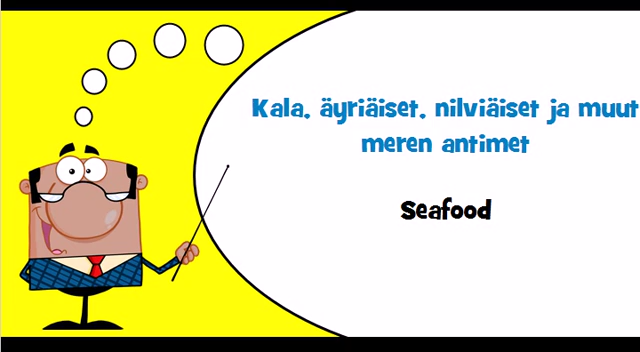 Kala, äyriäiset, nilviäiset ja muut
meren antimet
Seafood